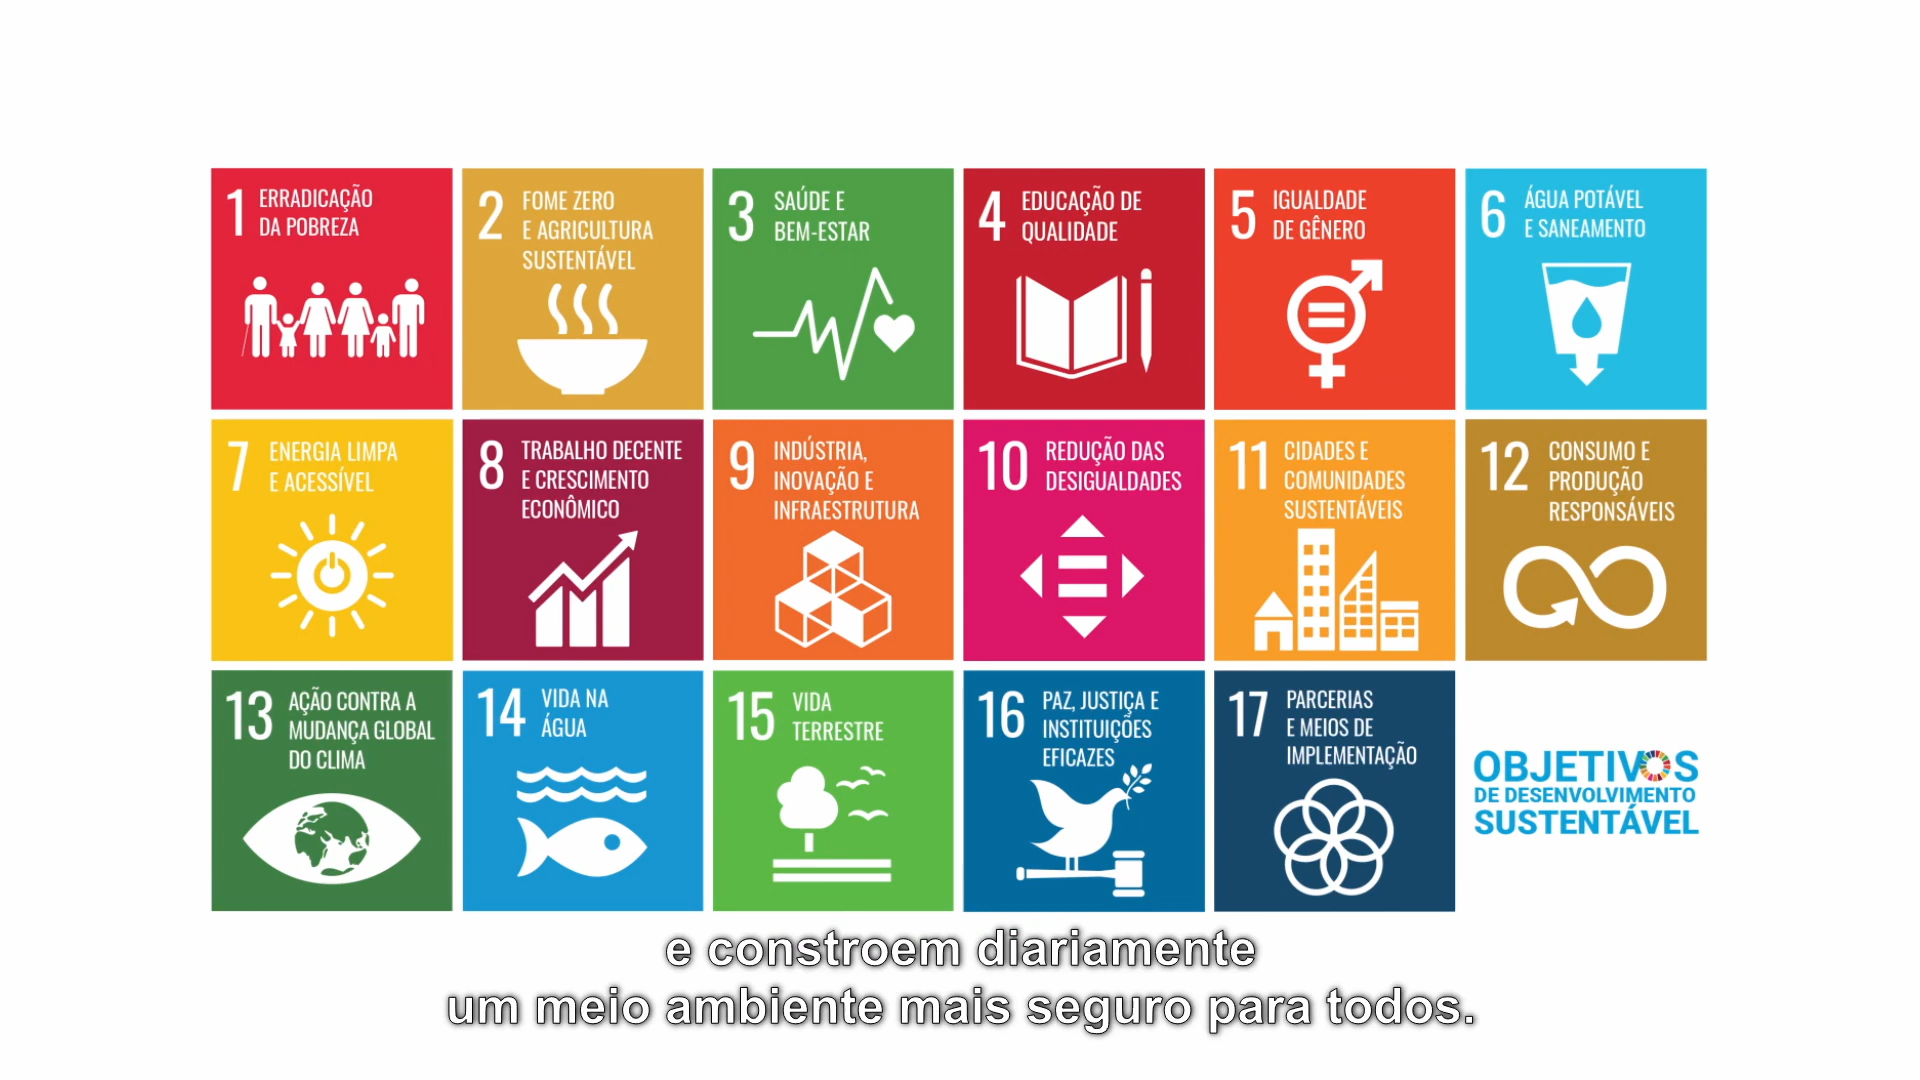 1 ERRADICAÇÃO
DA POBREZA
2 FOME ZERO
E AGRICULTURA
SUSTENTÁVEL
3 SAÚDE E
BEM-ESTAR
4 EDUCAÇÃO DE
QUALIDADE
5 IGUALDADE
DE GÊNERO
6 ÁGUA POTÁVEL
E SANEAMENTO
7 ENERGIA LIMPA
E ACESSÍVEL
8 TRABALHO DECENTE
E CRESCIMENTO
ECONÔMICO
9 INDÚSTRIA,
INOVAÇÃO E
INFRAESTRUTURA
10 REDUÇÃO DAS
DESIGUALDADES
11 CIDADES E
COMUNIDADES
SUSTENTÁVEIS
12 CONSUMO E
PRODUÇÃO
RESPONSÁVEIS
13 AÇÃO CONTRA A
MUDANÇA GLOBAL
DO CLIMA
14 VIDA NA
ÁGUA
15 VIDA
TERRESTRE
16 PAZ, JUSTIÇA E
INSTITUIÇÕES
EFICAZES
17 PARCERIAS
E MEIOS DE
IMPLEMENTAÇÃO
OBJETIVOS
DE DESENVOLVIMENTO
SUSTENTÁVEL
e constroem diariamente
um meio ambiente mais seguro para todos.